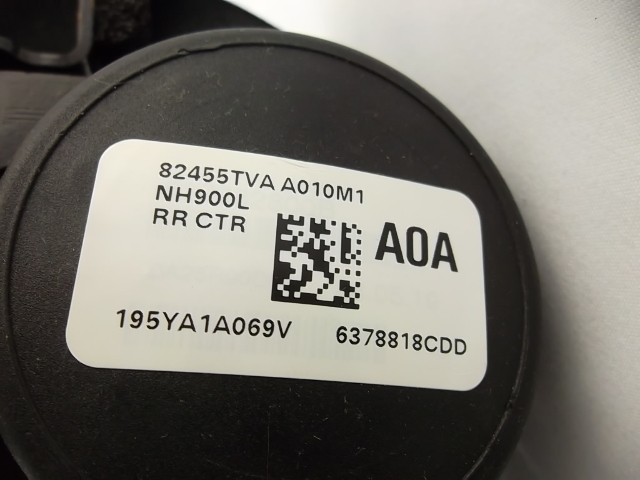 82455TVA A010M1
NH900L
RR CTR
A0A
195YA1A069V
6378818CDD